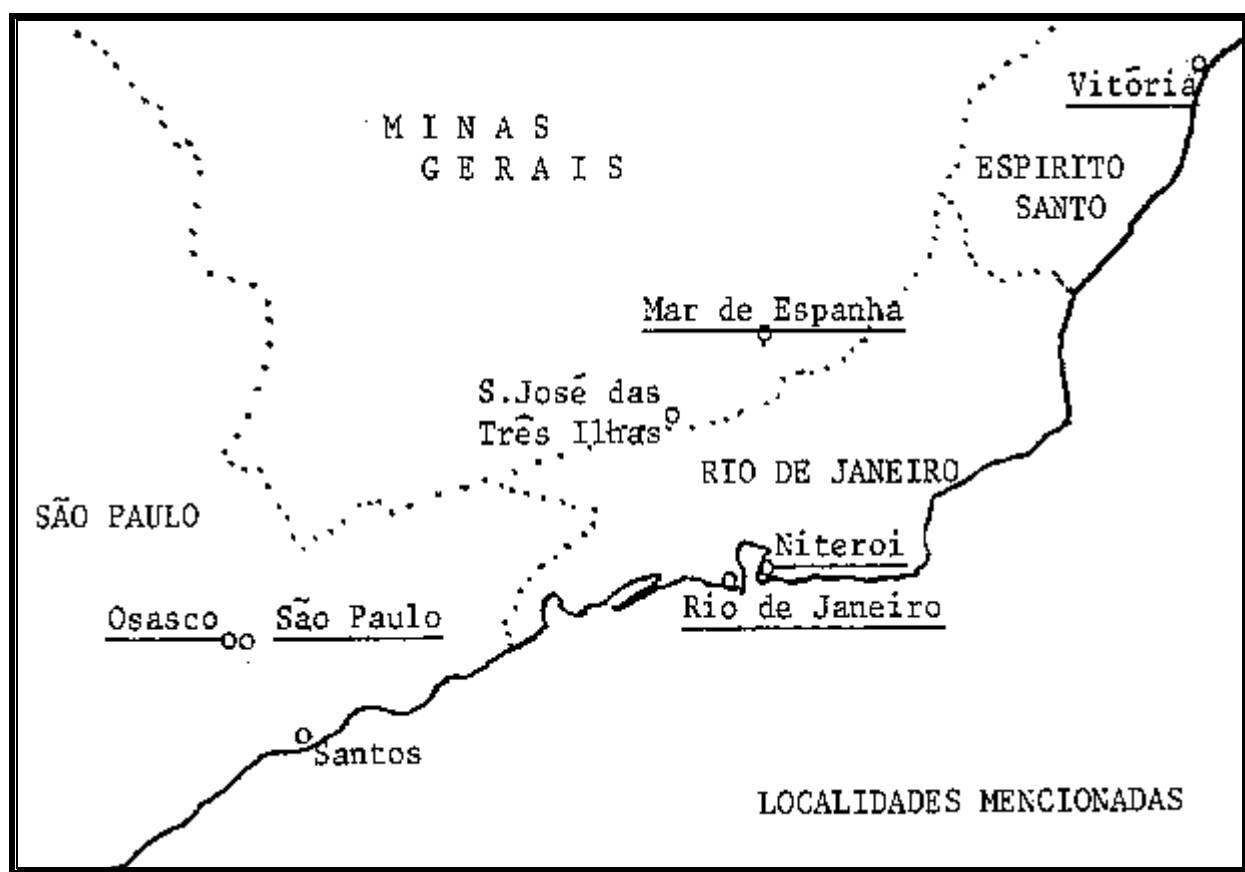 Vitória
MINAS
GERAIS
ESPIRITO
SANTO
Mar de Espanha
S.José das
Três Ilhas
RIO DE JANEIRO
SÃO PAULO
Niteroi
Rio de Janeiro
Osasco São Paulo
Santos
LOCALIDADES MENCIONADAS